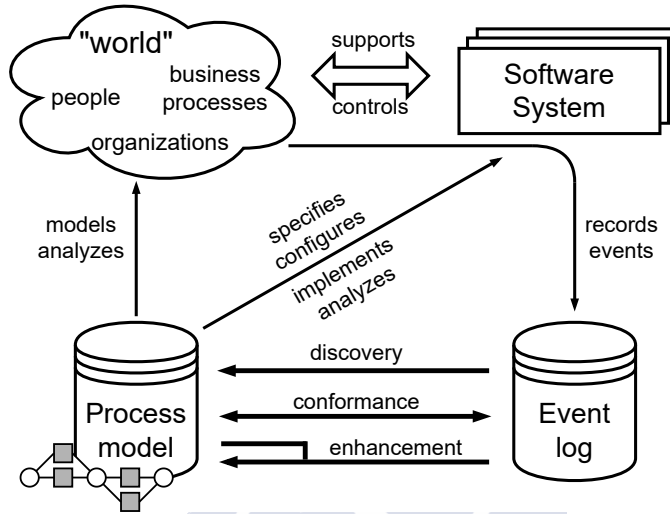 "world"
people
business
processes
organizations
supports
controls
Software
System
models
analyzes
specifies
configures
implements
analyzes
records
events
discovery
conformance
enhancement
Process
model
Event
log